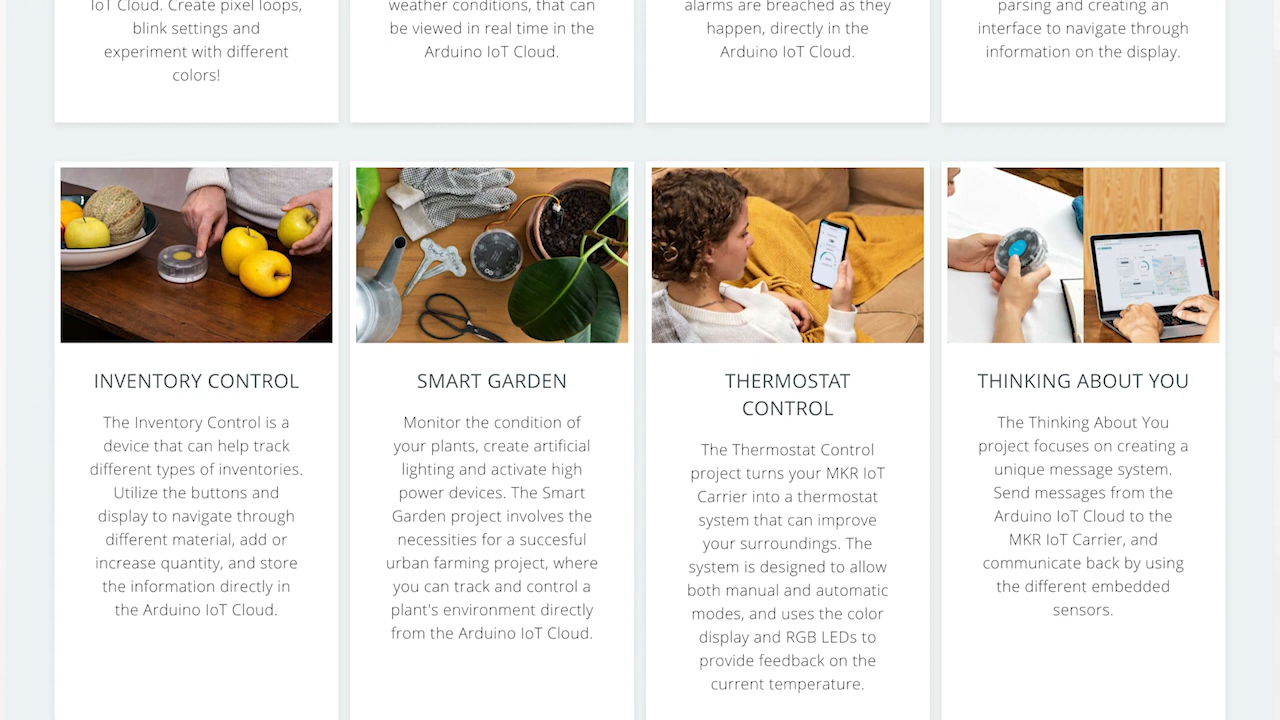 IoT Cloud. Create pixel loops,
blink settings and
experiment with different
colors!
weather conditions, that can
be viewed in real time in the
Arduino IoT Cloud.
alarms are breached as they
happen, directly in the
Arduino IoT Cloud.
parsing and creating an
interface to navigate through
information on the display.
INVENTORY CONTROL
The Inventory Control is a
device that can help track
different types of inventories.
Utilize the buttons and
display to navigate through
different material, add or
increase quantity, and store
the information directly in
the Arduino IoT Cloud.
SMART GARDEN
Monitor the condition of
your plants, create artificial
lighting and activate high
power devices. The Smart
Garden project involves the
necessities for a succesful
urban farming project, where
you can track and control a
plant's environment directly
from the Arduino IoT Cloud.
THERMOSTAT
CONTROL
The Thermostat Control
project turns your MKR IoT
Carrier into a thermostat
system that can improve
your surroundings. The
system is designed to allow
both manual and automatic
modes, and uses the color
display and RGB LEDs to
provide feedback on the
current temperature.
THINKING ABOUT YOU
The Thinking About You
project focuses on creating a
unique message system.
Send messages from the
Arduino IoT Cloud to the
MKR IoT Carrier, and
communicate back by using
the different embedded
sensors.